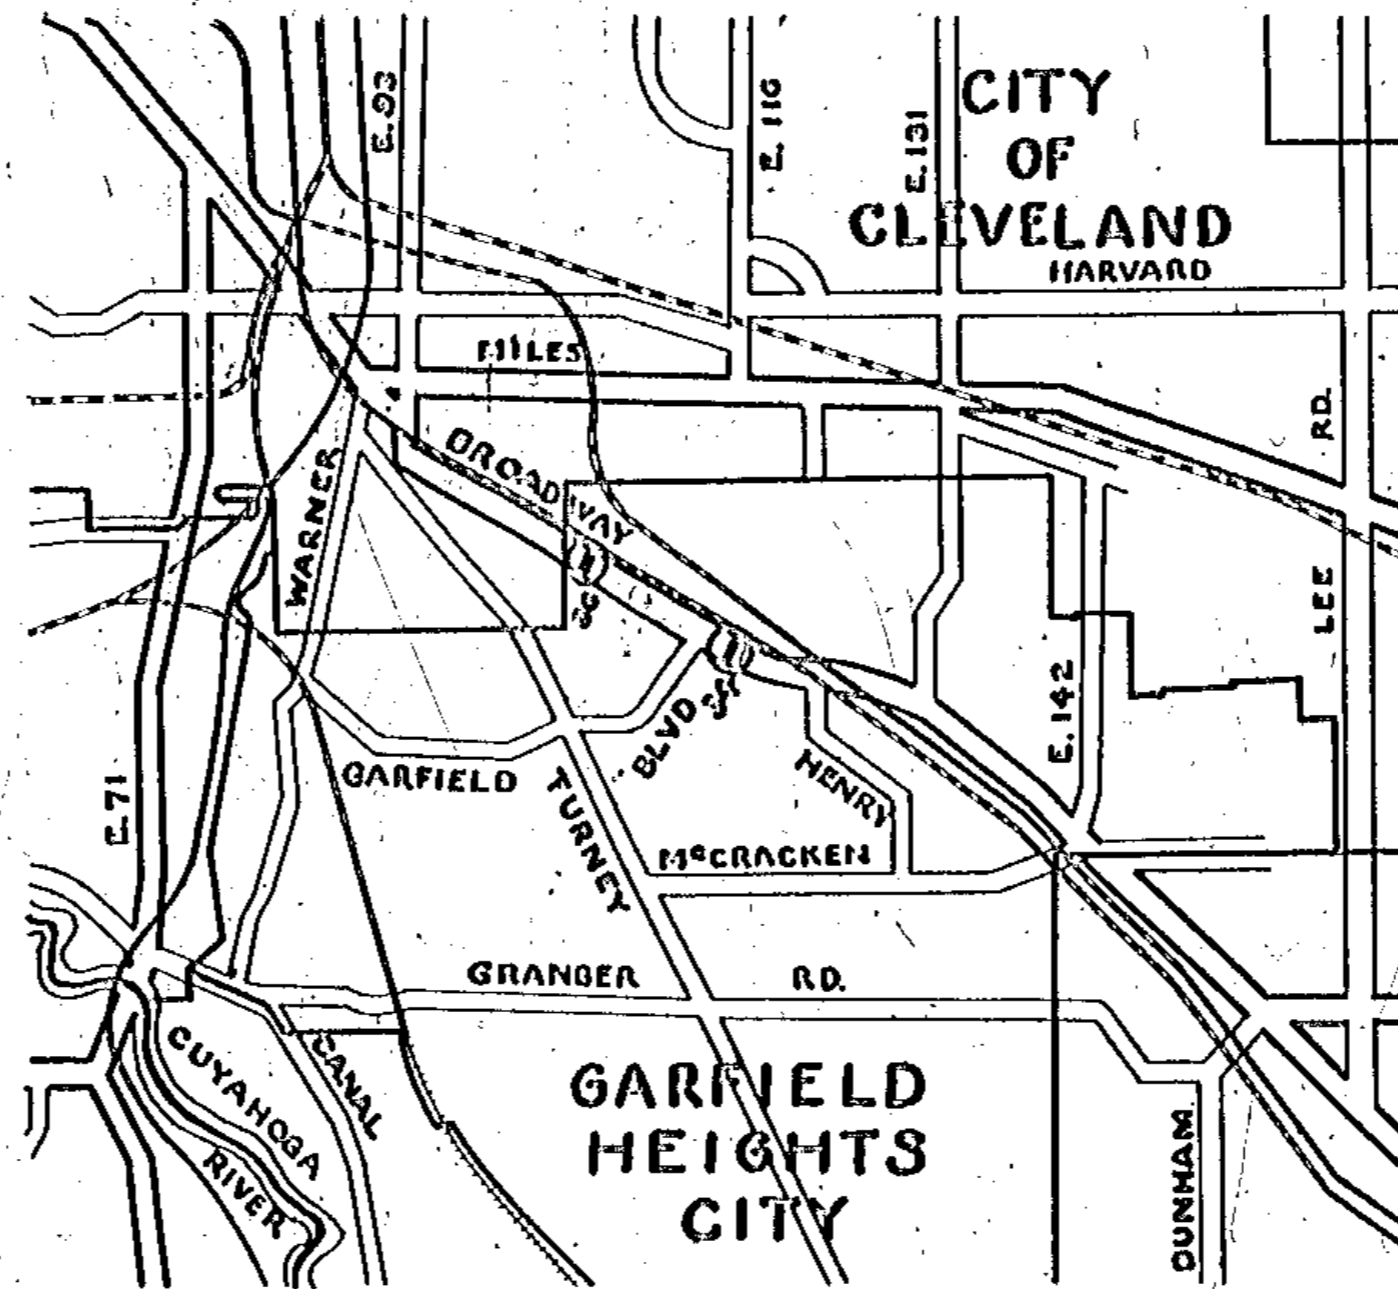 E. 93
E. 116
E. 131
CITY
OF
CLEVELAND
HARVARD
MILES
RD.
BROADWAY
WARNER
LEE
E. 142
BLVD
GARFIELD
E. 71
TURNEY
HENRY
McCRACKEN
GRANGER RD.
CUYAHOGA
RIVER
CANAL
GARFIELD
HEIGHTS
CITY
DUNHAM